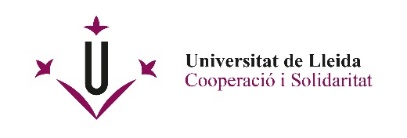 U
Universitat de Lleida
Cooperació i Solidaritat